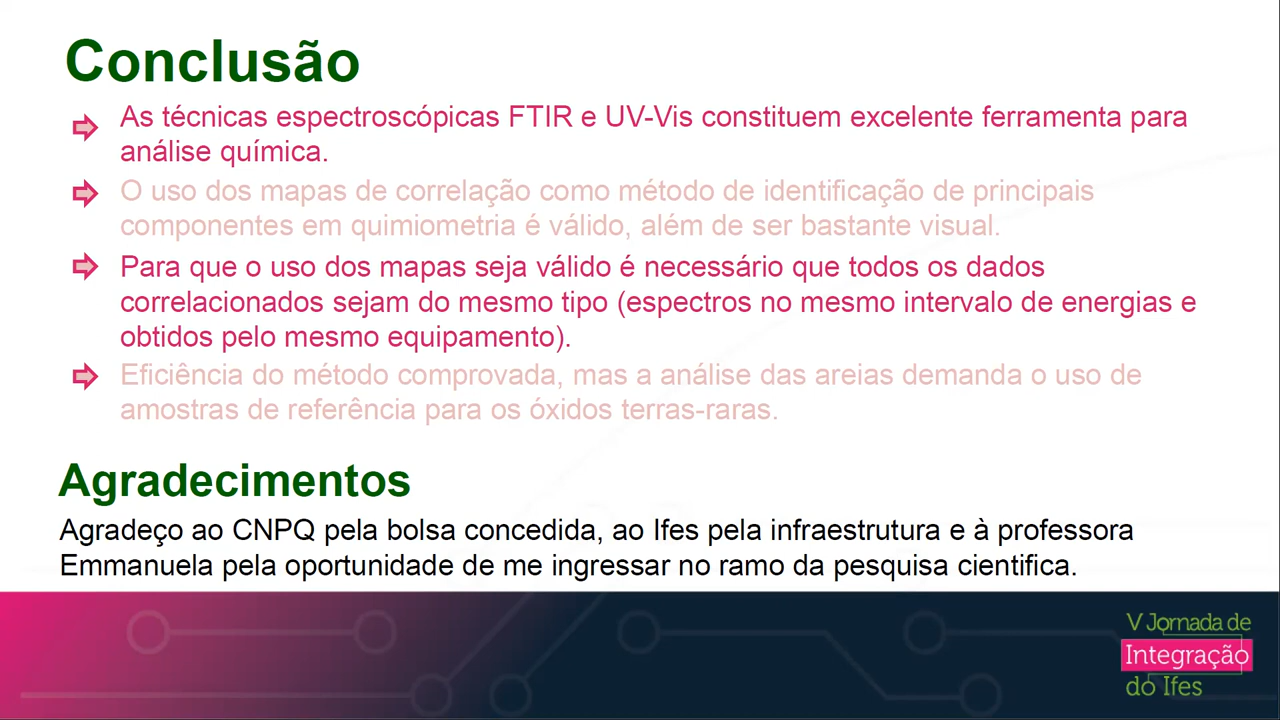 Conclusão
As técnicas espectroscópicas FTIR e UV-Vis constituem excelente ferramenta para
análise química.
O uso dos mapas de correlação como método de identificação de principais
componentes em quimiometria é válido, além de ser bastante visual.
Para que o uso dos mapas seja válido é necessário que todos os dados
correlacionados sejam do mesmo tipo (espectros no mesmo intervalo de energias e
obtidos pelo mesmo equipamento).
Eficiência do método comprovada, mas a análise das areias demanda o uso de
amostras de referência para os óxidos terras-raras.
Agradecimentos
Agradeço ao CNPQ pela bolsa concedida, ao Ifes pela infraestrutura e à professora
Emmanuela pela oportunidade de me ingressar no ramo da pesquisa cientifica.
V Jornada de
Integração
do Ifes